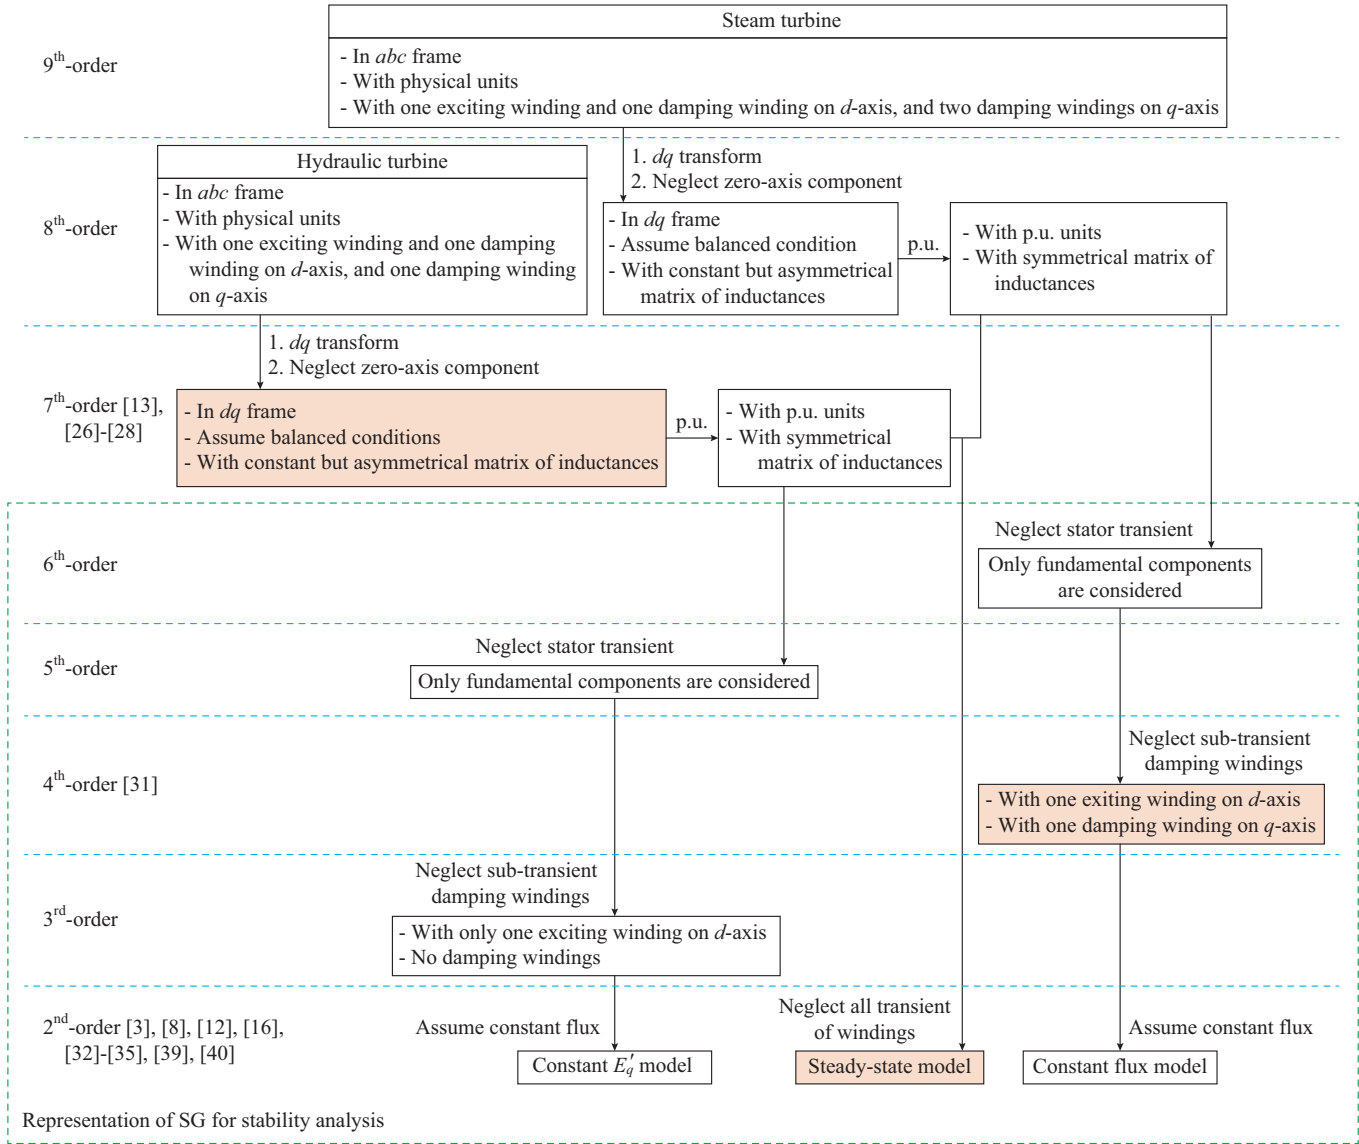 Steam turbine
9th-order
- In abc frame
- With physical units
- With one exciting winding and one damping winding on d-axis, and two damping windings on q-axis
1. dq transform
2. Neglect zero-axis component
Hydraulic turbine
- In abc frame
- With physical units
- With one exciting winding and one damping
winding on d-axis, and one damping winding
on q-axis
8th-order
- In dq frame
- Assume balanced condition
- With constant but asymmetrical
matrix of inductances
p.u.
- With p.u. units
- With symmetrical matrix of
inductances
1. dq transform
2. Neglect zero-axis component
7th-order [13],
[26]-[28]
- In dq frame
- Assume balanced conditions
- With constant but asymmetrical matrix of inductances
p.u.
- With p.u. units
- With symmetrical
matrix of inductances
Neglect stator transient
6th-order
Only fundamental components
are considered
Neglect stator transient
5th-order
Only fundamental components are considered
Neglect sub-transient
damping windings
4th-order [31]
- With one exiting winding on d-axis
- With one damping winding on q-axis
Neglect sub-transient
damping windings
3rd-order
- With only one exciting winding on d-axis
- No damping windings
2nd-order [3], [8], [12], [16],
[32]-[35], [39], [40]
Assume constant flux
Constant E′q model
Neglect all transient
of windings
Steady-state model
Assume constant flux
Constant flux model
Representation of SG for stability analysis